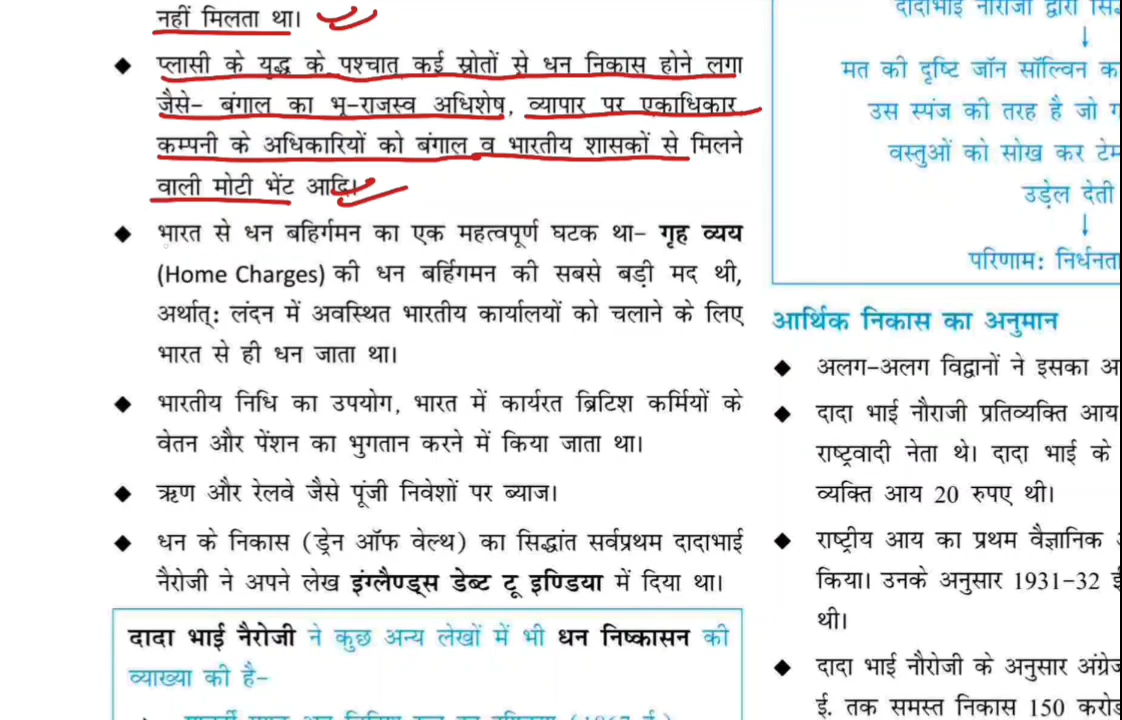 नहीं मिलता था।
◆ प्लासी के युद्ध के पश्चात कई स्रोतों से धन निकास होने लगा
जैसे- बंगाल का भू-राजस्व अधिशेष, व्यापार पर एकाधिकार
कम्पनी के अधिकारियों को बंगाल व भारतीय शासकों से मिलने
वाली मोटी भेंट आदि।
◆ भारत से धन बहिर्गमन का एक महत्वपूर्ण घटक था- गृह व्यय
(Home Charges) की धन बर्हिगमन की सबसे बड़ी मद थी,
अर्थात्: लंदन में अवस्थित भारतीय कार्यालयों को चलाने के लिए
भारत से ही धन जाता था।
◆ भारतीय निधि का उपयोग, भारत में कार्यरत ब्रिटिश कर्मियों के
वेतन और पेंशन का भुगतान करने में किया जाता था।
◆ ऋण और रेलवे जैसे पूंजी निवेशों पर ब्याज।
◆ धन के निकास (ड्रेन ऑफ वेल्थ) का सिद्धांत सर्वप्रथम दादाभाई
नैरोजी ने अपने लेख इंग्लैण्ड्स डेब्ट टू इण्डिया में दिया था।
दादा भाई नैरोजी ने कुछ अन्य लेखों में भी धन निष्कासन की
व्याख्या की है-
दादाभाई नौराजी द्वारा
↓
मत की दृष्टि जॉन सॉल्विन
उस स्पंज की तरह है जो
वस्तुओं को सोख कर
उड़ेल देती
↓
परिणाम: निर्धनता
आर्थिक निकास का अनुमान
◆ अलग-अलग विद्वानों ने इसका
◆ दादा भाई नौराजी प्रतिव्यक्ति आय
राष्ट्रवादी नेता थे। दादा भाई के
व्यक्ति आय 20 रुपए थी।
◆ राष्ट्रीय आय का प्रथम वैज्ञानिक
किया। उनके अनुसार 1931-32
थी।
◆ दादा भाई नौरोजी के अनुसार
ई. तक समस्त निकास 150